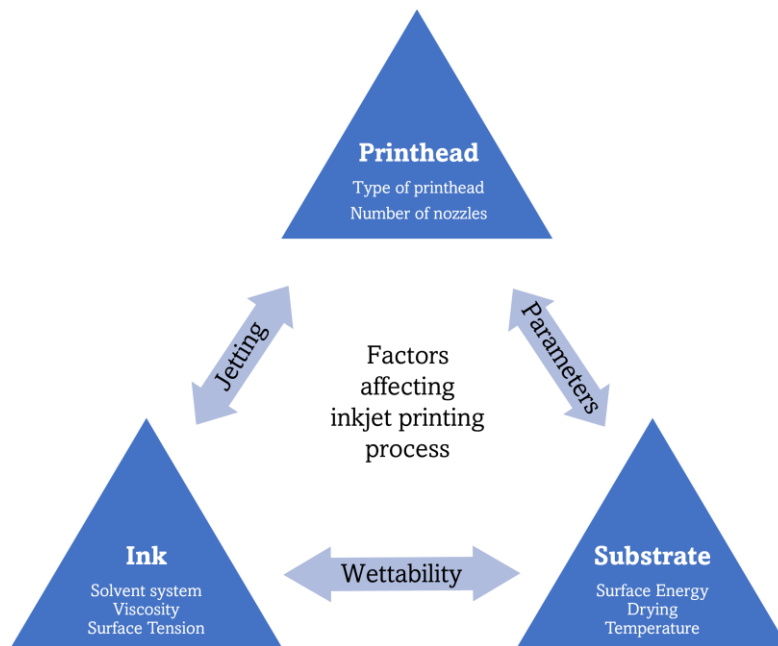 Printhead
Type of printhead
Number of nozzles
Jetting
Parameters
Factors
affecting
inkjet printing
process
Ink
Solvent system
Viscosity
Surface Tension
Wettability
Substrate
Surface Energy
Drying
Temperature